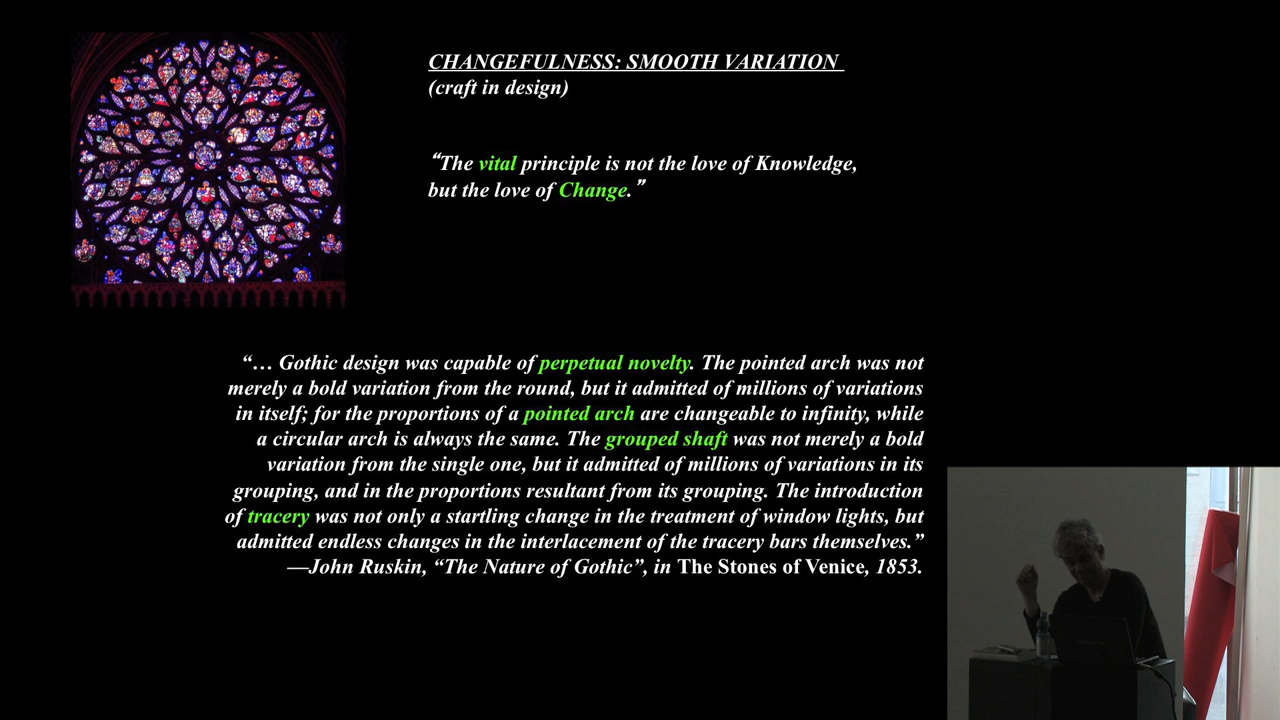 CHANGEFULNESS: SMOOTH VARIATION
(craft in design)
“The vital principle is not the love of Knowledge,
but the love of Change.”
“… Gothic design was capable of perpetual novelty. The pointed arch was not
merely a bold variation from the round, but it admitted of millions of variations
in itself; for the proportions of a pointed arch are changeable to infinity, while
a circular arch is always the same. The grouped shaft was not merely a bold
variation from the single one, but it admitted of millions of variations in its
grouping, and in the proportions resultant from its grouping. The introduction
of tracery was not only a startling change in the treatment of window lights, but
admitted endless changes in the interlacement of the tracery bars themselves.”
—John Ruskin, “The Nature of Gothic”, in The Stones of Venice, 1853.